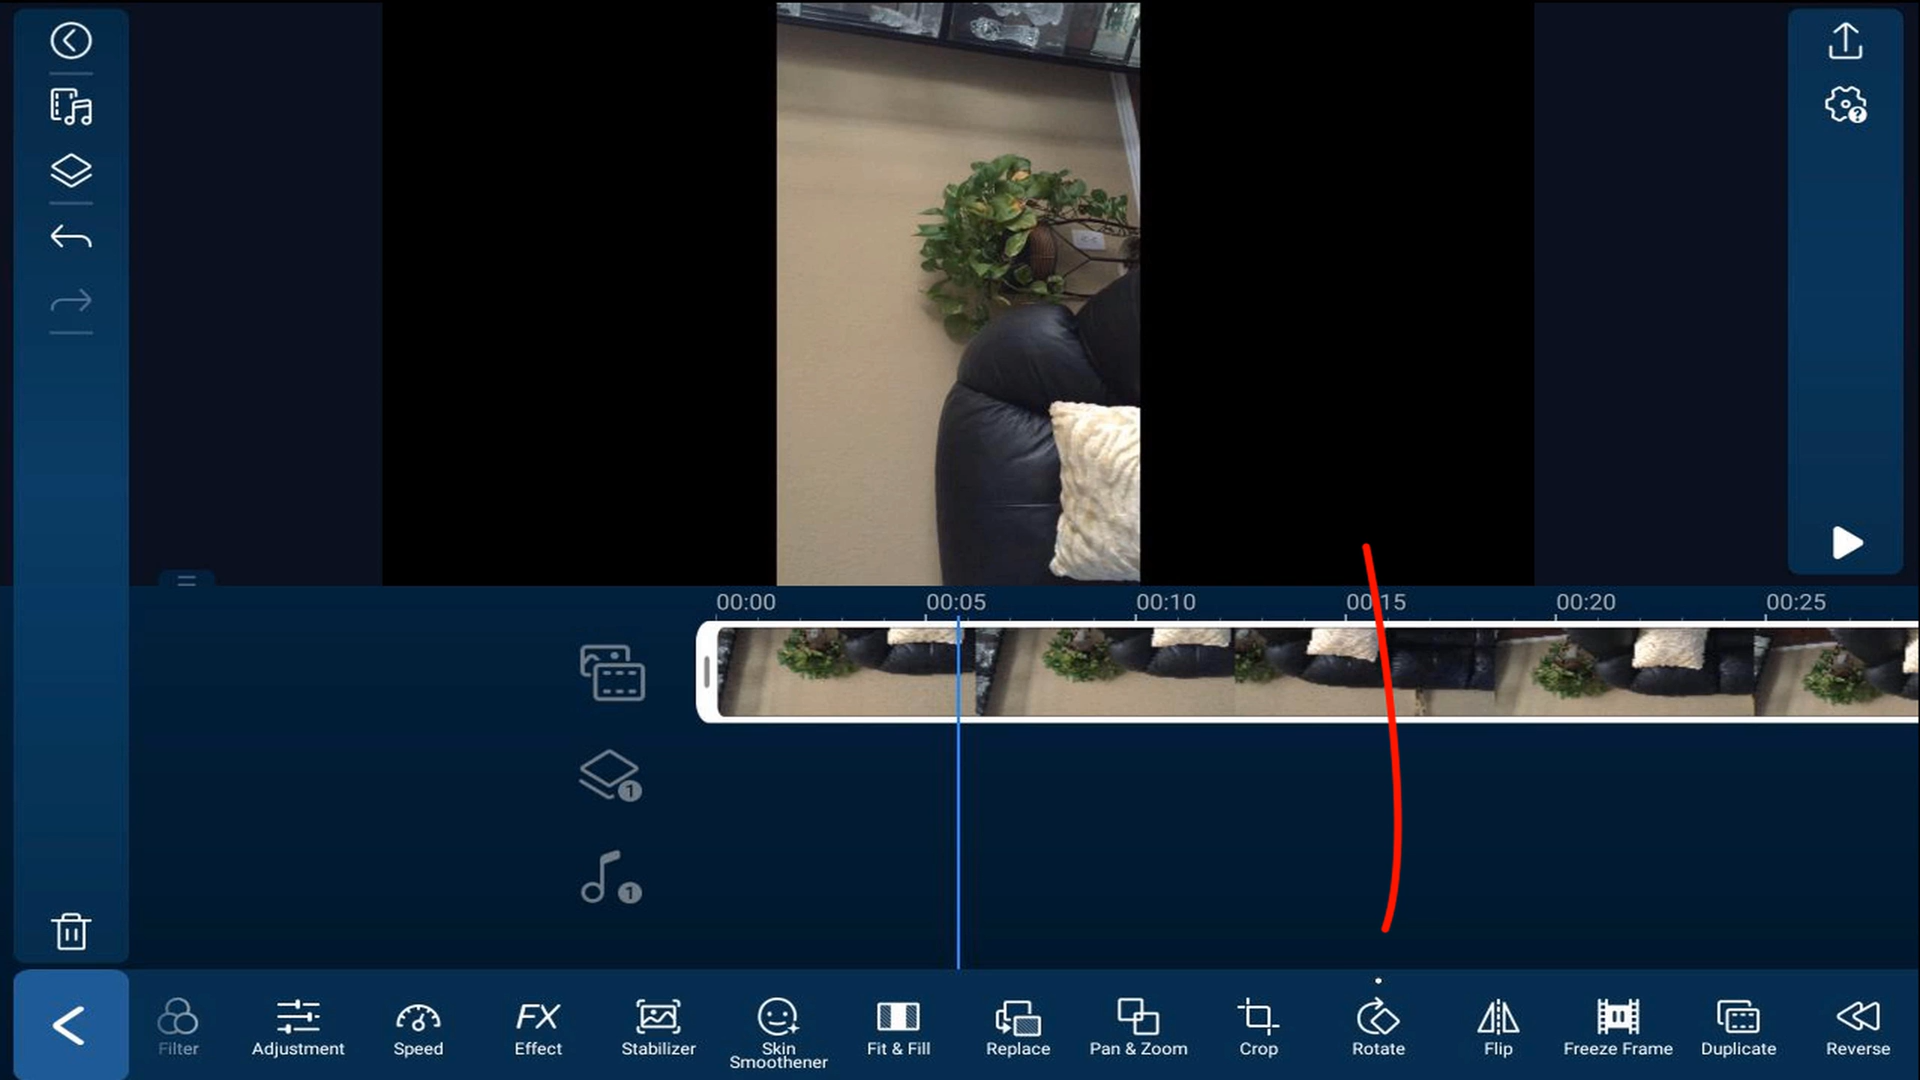 00:00 00:05 00:10 00:15 00:20 00:25
1
1
Filter Adjustment Speed FX Effect Stabilizer Skin Smoothener Fit & Fill Replace Pan & Zoom Crop Rotate Flip Freeze Frame Duplicate Reverse